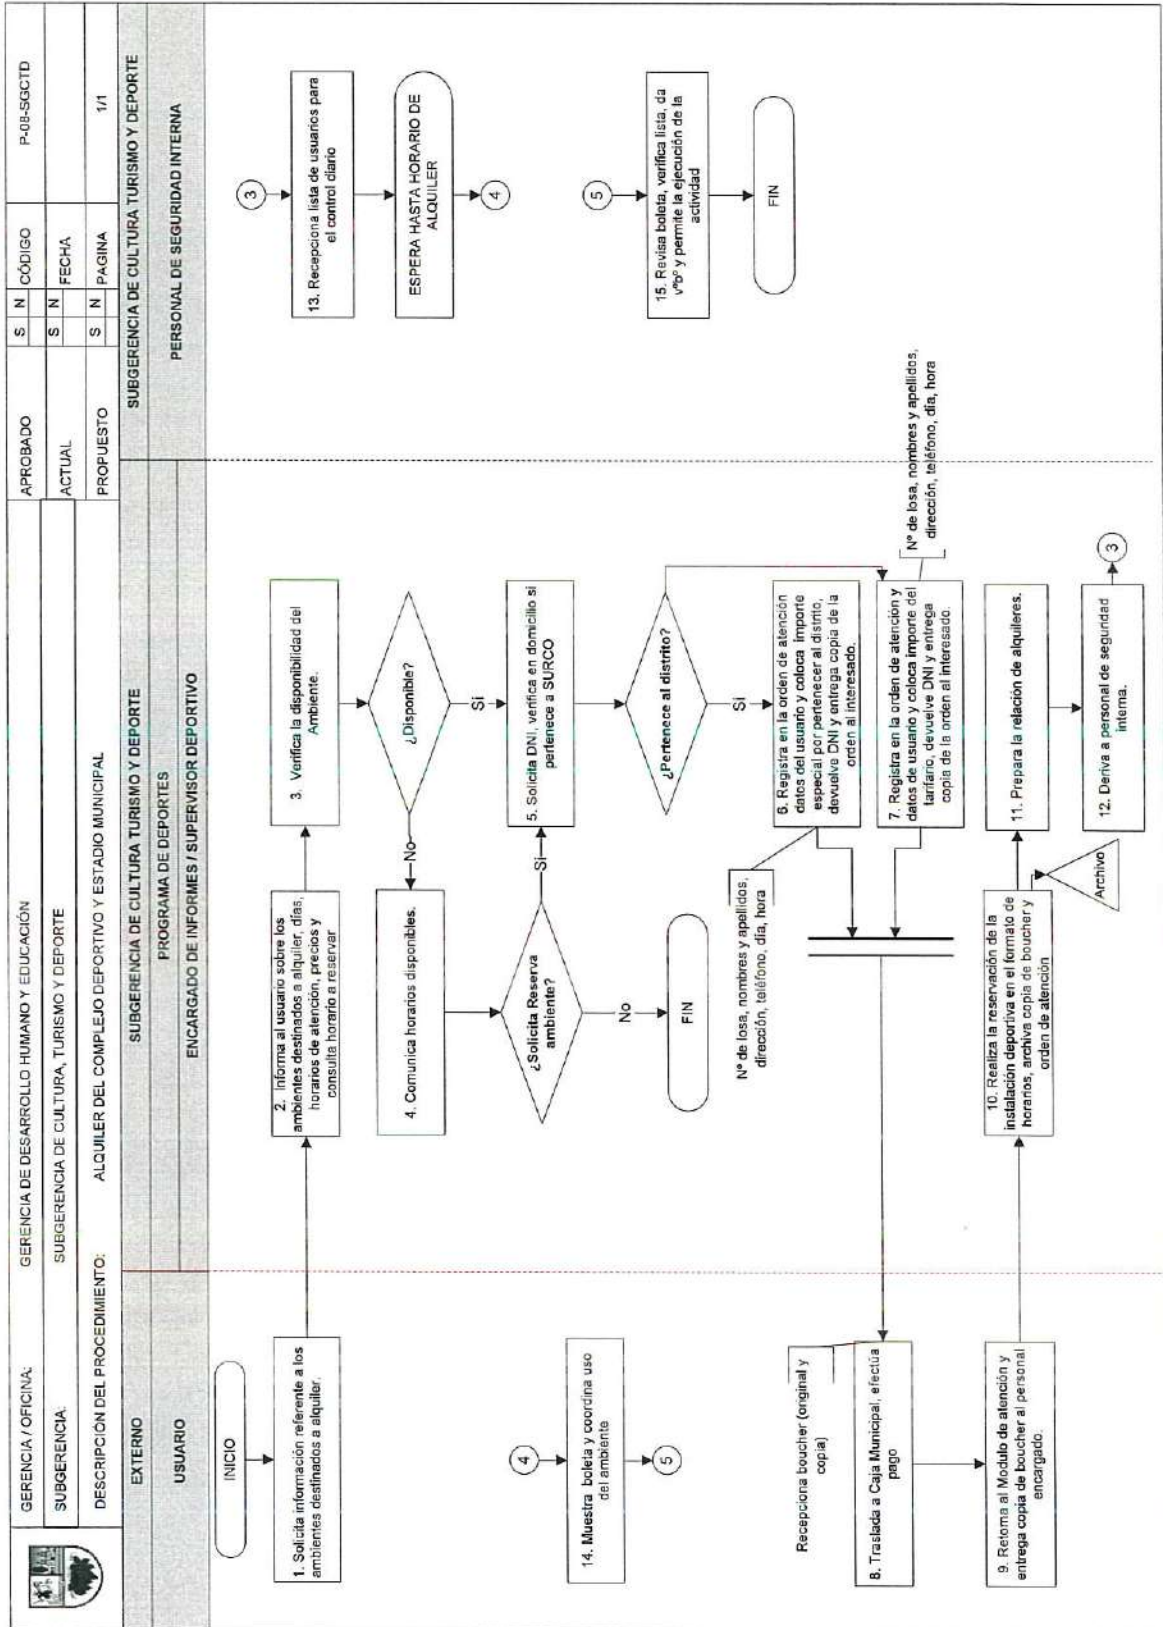 GERENCIA / OFICINA: GERENCIA DE DESARROLLO HUMANO Y EDUCACIÓN APROBADO S N CÓDIGO P-08-SGCTD
SUBGERENCIA: SUBGERENCIA DE CULTURA, TURISMO Y DEPORTE ACTUAL S N FECHA
DESCRIPCIÓN DEL PROCEDIMIENTO: ALQUILER DEL COMPLEJO DEPORTIVO Y ESTADIO MUNICIPAL PROPUESTO S N PAGINA 1/1
EXTERNO
USUARIO
SUBGERENCIA DE CULTURA TURISMO Y DEPORTE
PROGRAMA DE DEPORTES
ENCARGADO DE INFORMES / SUPERVISOR DEPORTIVO
SUBGERENCIA DE CULTURA TURISMO Y DEPORTE
PERSONAL DE SEGURIDAD INTERNA
INICIO
1. Solicita información referente a los
ambientes destinados a alquiler.
2. Informa al usuario sobre los
ambientes destinados a alquiler, días,
horarios de atención, precios y
consulta horario a reservar
3. Verifica la disponibilidad del
Ambiente.
¿Disponible?
No
Si
4. Comunica horarios disponibles.
¿Solicita Reserva
ambiente?
Si
No
FIN
5. Solicita DNI, verifica en domicilio si
pertenece a SURCO
¿Pertenece al distrito?
Si
6. Registra en la orden de atención
datos del usuario y coloca importe
especial por pertenecer al distrito,
devuelve DNI y entrega copia de la
orden al interesado.
Nº de losa, nombres y apellidos,
dirección, teléfono, día, hora
7. Registra en la orden de atención y
datos de usuario y coloca importe del
tarifario, devuelve DNI y entrega
copia de la orden al interesado.
Nº de losa, nombres y apellidos,
dirección, teléfono, día, hora
Recepciona boucher (original y
copia)
8. Traslada a Caja Municipal, efectúa
pago
9. Retorna al Modulo de atención y
entrega copia de boucher al personal
encargado.
10. Realiza la reservación de la
instalación deportiva en el formato de
horarios, archiva copia de boucher y
orden de atención
Archivo
11. Prepara la relación de alquileres.
12. Deriva a personal de seguridad
interna.
3
3
13. Recepciona lista de usuarios para
el control diario
ESPERA HASTA HORARIO DE
ALQUILER
4
4
14. Muestra boleta y coordina uso
del ambiente
5
5
15. Revisa boleta, verifica lista, da
vºbº y permite la ejecución de la
actividad
FIN